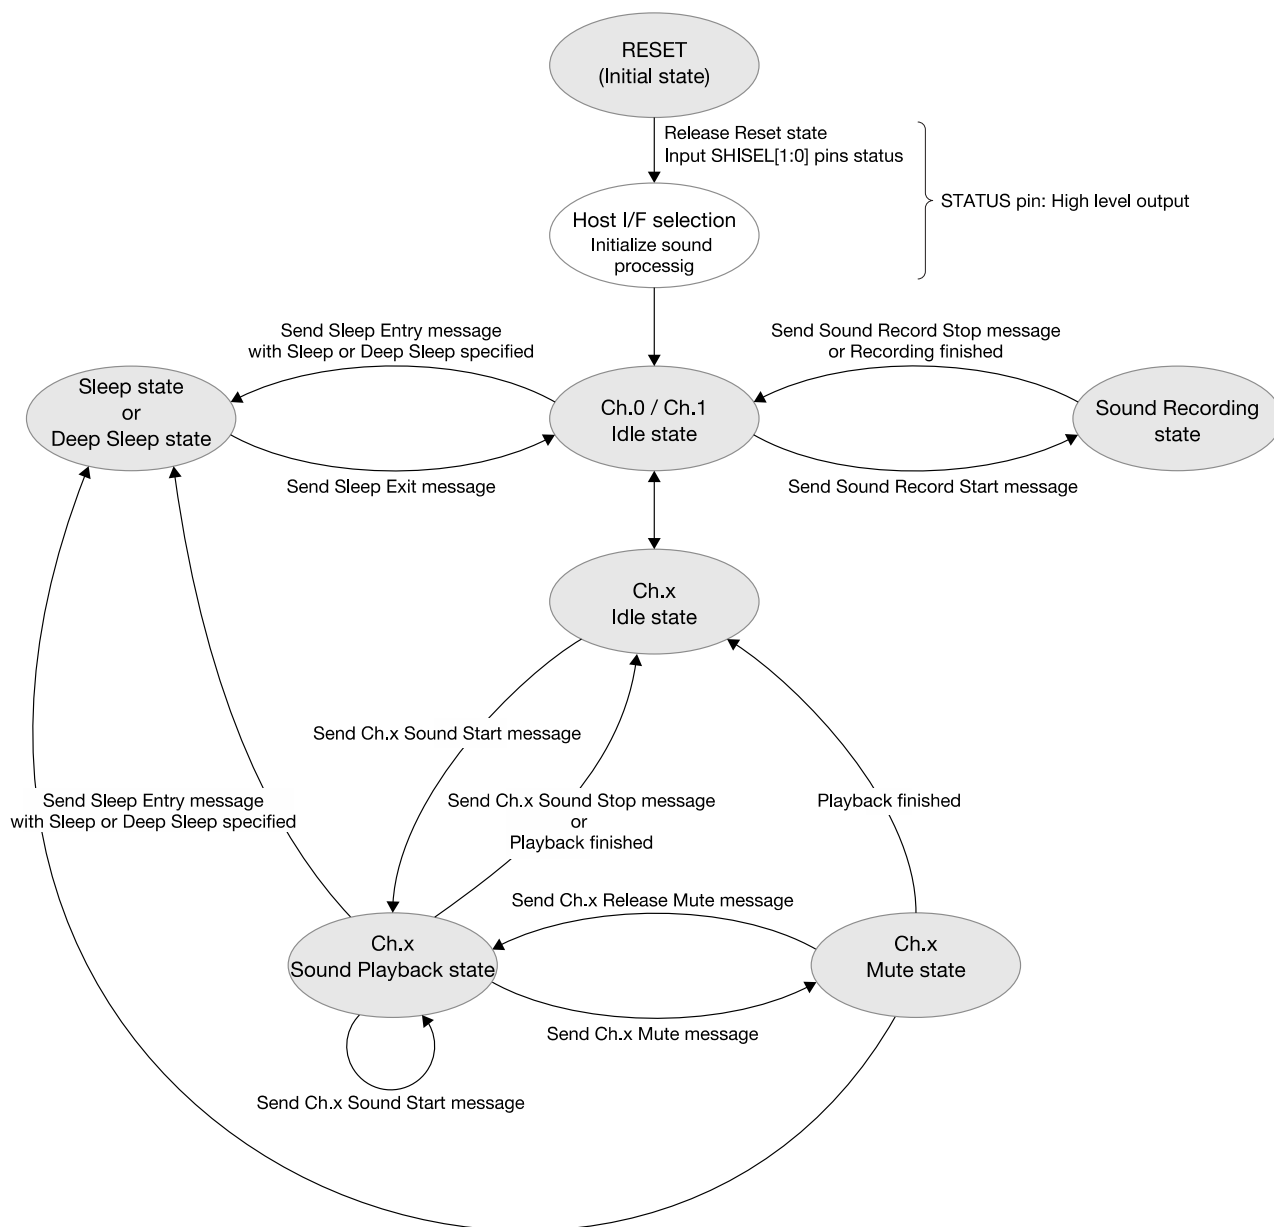 RESET
(Initial state)
Release Reset state
Input SHISEL[1:0] pins status
STATUS pin: High level output
Host I/F selection
Initialize sound
processig
Send Sleep Entry message
with Sleep or Deep Sleep specified
Send Sound Record Stop message
or Recording finished
Sleep state
or
Deep Sleep state
Ch.0 / Ch.1
Idle state
Sound Recording
state
Send Sleep Exit message
Send Sound Record Start message
Ch.x
Idle state
Send Ch.x Sound Start message
Send Sleep Entry message
with Sleep or Deep Sleep specified
Send Ch.x Sound Stop message
or
Playback finished
Playback finished
Send Ch.x Release Mute message
Ch.x
Sound Playback state
Ch.x
Mute state
Send Ch.x Mute message
Send Ch.x Sound Start message